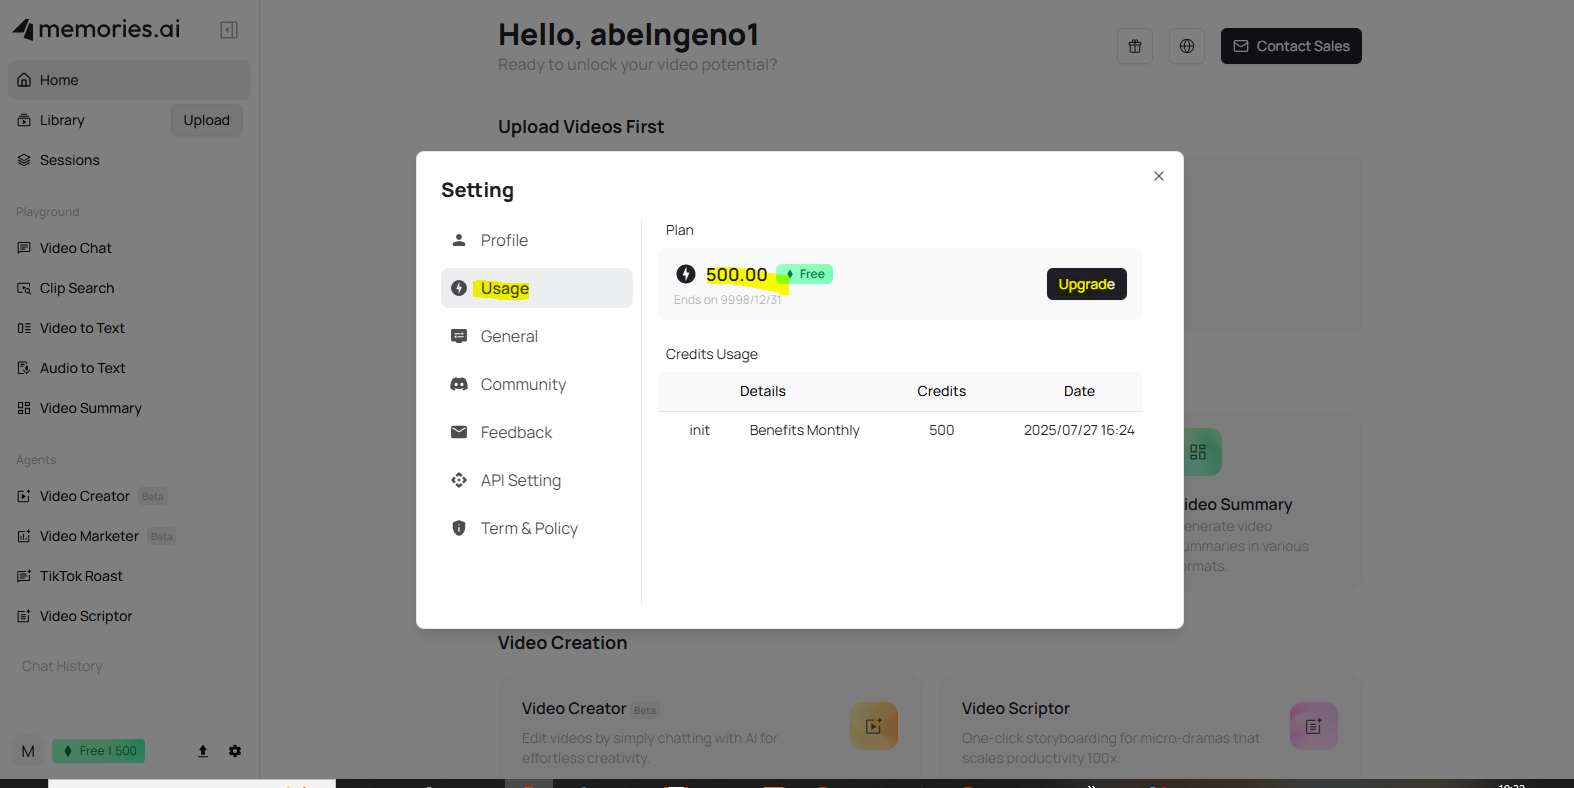 memories.ai
Home
Library
Upload
Sessions
Playground
Video Chat
Clip Search
Video to Text
Audio to Text
Video Summary
Agents
Video Creator Beta
Video Marketer Beta
TikTok Roast
Video Scriptor
Chat History
M
Free | 500
Hello, abelngeno1
Ready to unlock your video potential?
Contact Sales
Upload Videos First
Setting
Profile
Usage
General
Community
Feedback
API Setting
Term & Policy
Plan
500.00 Free
Ends on 9998/12/31
Upgrade
Credits Usage
Details Credits Date
init Benefits Monthly 500 2025/07/27 16:24
ideo Summary
enerate video
ummaries in various
ormats.
Video Creation
Video Creator Beta
Edit videos by simply chatting with AI for
effortless creativity.
Video Scriptor
One-click storyboarding for micro-dramas that
scales productivity 100x.